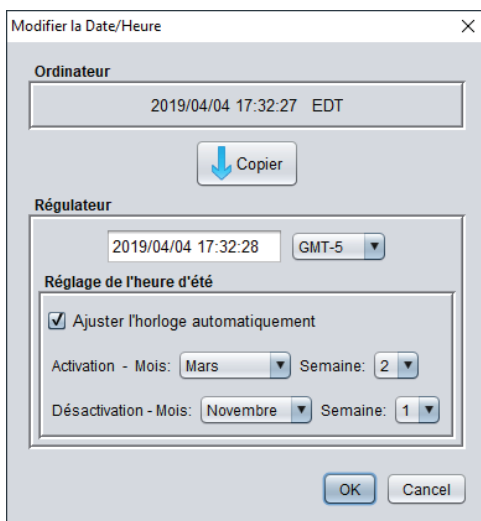 Modifier la Date/Heure
Ordinateur
2019/04/04 17:32:27 EDT
Copier
Régulateur
2019/04/04 17:32:28 GMT-5
Réglage de l'heure d'été
Ajuster l'horloge automatiquement
Activation - Mois: Mars Semaine: 2
Désactivation - Mois: Novembre Semaine: 1
OK Cancel